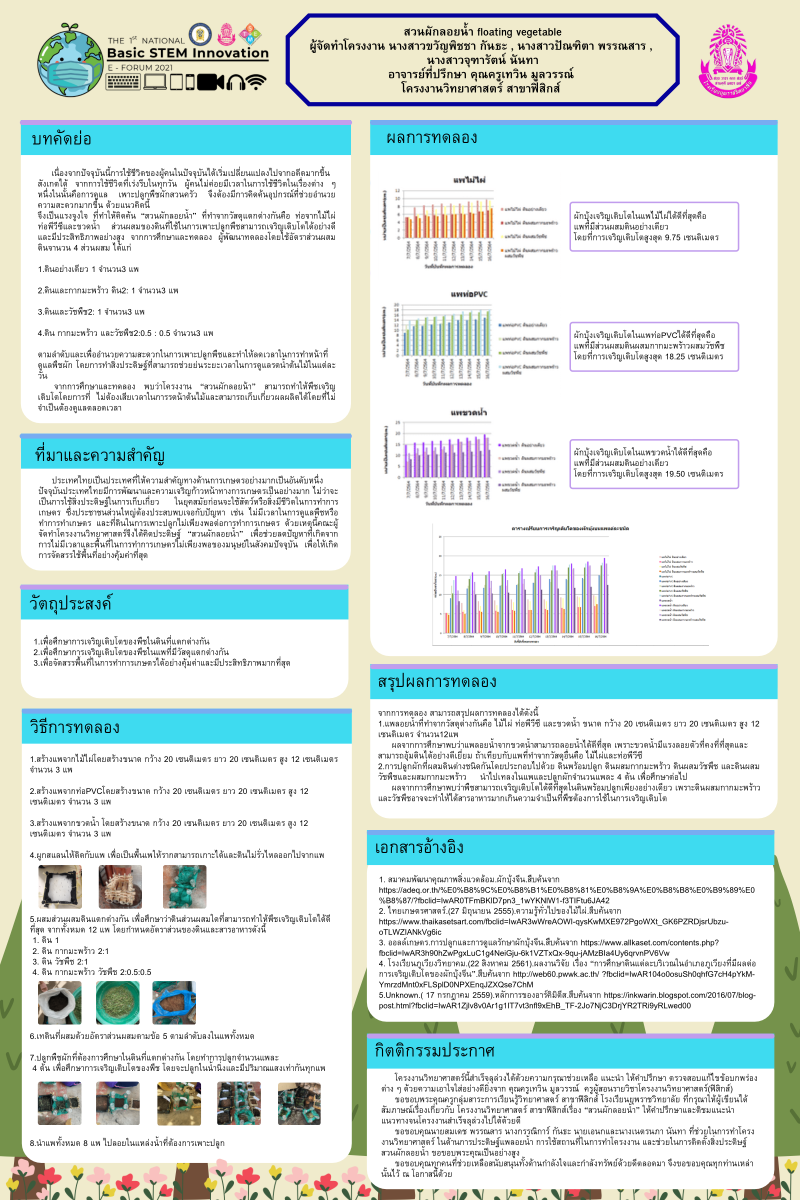 THE 1ST NATIONAL
Basic STEM Innovation
E - FORUM 2021
สวนผักลอยน้ำ floating vegetable
ผู้จัดทำโครงงาน นางสาวขวัญพิชชา กันธะ , นางสาวปัณฑิตา พรรณสาร ,
นางสาวจุฑารัตน์ นันทา
อาจารย์ที่ปรึกษา คุณครูเทวิน มูลวรรณ์
โครงงานวิทยาศาสตร์ สาขาฟิสิกส์
บทคัดย่อ
เนื่องจากปัจจุบันนี้การใช้ชีวิตของผู้คนในปัจจุบันได้เริ่มเปลี่ยนแปลงไปจากอดีตมากขึ้น
สังเกตได้ จากการใช้ชีวิตที่เร่งรีบในทุกวัน ผู้คนไม่ค่อยมีเวลาในการใช้ชีวิตในเรื่องต่าง ๆ
หนึ่งในนั้นคือการดูแล เพาะปลูกพืชผักสวนครัว จึงต้องมีการคิดค้นอุปกรณ์ที่ช่วยอำนวย
ความสะดวกมากขึ้น ด้วยแนวคิดนี้
จึงเป็นแรงจูงใจ ที่ทำให้คิดค้น “สวนผักลอยน้ำ” ที่ทำจากวัสดุแตกต่างกันคือ ท่อจากไม้ไผ่
ท่อพีวีซีและขวดน้ำ ส่วนผสมของดินที่ใช้ในการเพาะปลูกพืชสามารถเจริญเติบโตได้อย่างดี
และมีประสิทธิภาพอย่างสูง จากการศึกษาและทดลอง ผู้พัฒนาทดลองโดยใช้อัตราส่วนผสม
ดินจำนวน 4 ส่วนผสม ได้แก่
1.ดินอย่างเดียว 1 จำนวน3 แพ
2.ดินและกากมะพร้าว ดิน2: 1 จำนวน3 แพ
3.ดินและวัชพืช2: 1 จำนวน3 แพ
4.ดิน กากมะพร้าว และวัชพืช2:0.5 : 0.5 จำนวน3 แพ
ตามลำดับและเพื่ออำนวยความสะดวกในการเพาะปลูกพืชและทำให้ลดเวลาในการทำหน้าที่
ดูแลพืชผัก โดยการทำสิ่งประดิษฐ์ที่สามารถช่วยย่นระยะเวลาในการดูแลรดน้ำต้นไม้ในแต่ละ
วัน
จากการศึกษาและทดลอง พบว่าโครงงาน “สวนผักลอยน้ำ” สามารถทำให้พืชเจริญ
เติบโตโดยการที่ ไม่ต้องเสียเวลาในการรดน้ำต้นไม้และสามารถเก็บเกี่ยวผลผลิตได้โดยที่ไม่
จำเป็นต้องดูแลตลอดเวลา
ที่มาและความสำคัญ
ประเทศไทยเป็นประเทศที่ให้ความสำคัญทางด้านการเกษตรอย่างมากเป็นอันดับหนึ่ง
ปัจจุบันประเทศไทยมีการพัฒนาและความเจริญก้าวหน้าทางการเกษตรเป็นอย่างมาก ไม่ว่าจะ
เป็นการใช้สิ่งประดิษฐ์ในการเก็บเกี่ยว ในยุคสมัยก่อนจะใช้สัตว์หรือสิ่งมีชีวิตในการทำการ
เกษตร ซึ่งประชาชนส่วนใหญ่ต้องประสบพบเจอกับปัญหา เช่น ไม่มีเวลาในการดูแลพืชหรือ
ทำการทำเกษตร และที่ดินในการเพาะปลูกไม่เพียงพอต่อการทำการเกษตร ด้วยเหตุนี้คณะผู้
จัดทำโครงงานวิทยาศาสตร์จึงได้คิดประดิษฐ์ “สวนผักลอยน้ำ” เพื่อช่วยลดปัญหาที่เกิดจาก
การไม่มีเวลาและพื้นที่ในการทำการเกษตรไม่เพียงพอของมนุษย์ในสังคมปัจจุบัน เพื่อให้เกิด
การจัดสรรใช้พื้นที่อย่างคุ้มค่าที่สุด
วัตถุประสงค์
1.เพื่อศึกษาการเจริญเติบโตของพืชในดินที่แตกต่างกัน
2.เพื่อศึกษาการเจริญเติบโตของพืชในแพที่มีวัสดุแตกต่างกัน
3.เพื่อจัดสรรพื้นที่ในการทำการเกษตรได้อย่างคุ้มค่าและมีประสิทธิภาพมากที่สุด
วิธีการทดลอง
1.สร้างแพจากไม้ไผ่โดยสร้างขนาด กว้าง 20 เซนติเมตร ยาว 20 เซนติเมตร สูง 12 เซนติเมตร
จำนวน 3 แพ
2.สร้างแพจากท่อPVCโดยสร้างขนาด กว้าง 20 เซนติเมตร ยาว 20 เซนติเมตร สูง 12
เซนติเมตร จำนวน 3 แพ
3.สร้างแพจากขวดน้ำ โดยสร้างขนาด กว้าง 20 เซนติเมตร ยาว 20 เซนติเมตร สูง 12
เซนติเมตร จำนวน 3 แพ
4.ผูกสแลนให้ติดกับแพ เพื่อเป็นพื้นเพให้รากสามารถเกาะได้และดินไม่รั่วไหลออกไปจากแพ
5.ผสมส่วนผสมดินแตกต่างกัน เพื่อศึกษาว่าดินส่วนผสมใดที่สามารถทำให้พืชเจริญเติบโตได้ดี
ที่สุด จากทั้งหมด 12 แพ โดยกำหนดอัตราส่วนของดินและสารอาหารดังนี้
1. ดิน 1
2. ดิน กากมะพร้าว 2:1
3. ดิน วัชพืช 2:1
4. ดิน กากมะพร้าว วัชพืช 2:0.5:0.5
6.เทดินที่ผสมด้วยอัตราส่วนผสมตามข้อ 5 ตามลำดับลงในแพทั้งหมด
7.ปลูกพืชผักที่ต้องการศึกษาในดินที่แตกต่างกัน โดยทำการปลูกจำนวนแพละ
4 ต้น เพื่อศึกษาการเจริญเติบโตของพืช โดยจะปลูกในน้ำนิ่งและมีปริมาณแสงเท่ากันทุกแพ
8.นำแพทั้งหมด 8 แพ ไปลอยในแหล่งน้ำที่ต้องการเพาะปลูก
ผลการทดลอง
แพไม้ไผ่
ผักบุ้งเจริญเติบโตในแพไม้ไผ่ได้ดีที่สุดคือ
แพที่มีส่วนผสมดินอย่างเดียว
โดยที่การเจริญเติบโตสูงสุด 9.75 เซนติเมตร
แพท่อPVC
ผักบุ้งเจริญเติบโตในแพท่อPVCได้ดีที่สุดคือ
แพที่มีส่วนผสมดินผสมกากมะพร้าวผสมวัชพืช
โดยที่การเจริญเติบโตสูงสุด 18.25 เซนติเมตร
แพขวดน้ำ
ผักบุ้งเจริญเติบโตในแพขวดน้ำได้ดีที่สุดคือ
แพที่มีส่วนผสมดินอย่างเดียว
โดยที่การเจริญเติบโตสูงสุด 19.50 เซนติเมตร
สรุปผลการทดลอง
จากการทดลอง สามารถสรุปผลการทดลองได้ดังนี้
1.แพลอยน้ำที่ทำจากวัสดุต่างกันคือ ไม้ไผ่ ท่อพีวีซี และขวดน้ำ ขนาด กว้าง 20 เซนติเมตร ยาว 20 เซนติเมตร สูง 12
เซนติเมตร จำนวน12แพ
ผลจากการศึกษาพบว่าแพลอยน้ำจากขวดน้ำสามารถลอยน้ำได้ดีที่สุด เพราะขวดน้ำมีแรงลอยตัวที่คงที่ที่สุดและ
สามารถอุ้มดินได้อย่างดีเยี่ยม ถ้าเทียบกับแพที่ทำจากวัสดุอื่นคือ ไม้ไผ่และท่อพีวีซี
2.การปลูกผักที่ผสมดินต่างชนิดกันโดยประกอบไปด้วย ดินพร้อมปลูก ดินผสมกากมะพร้าว ดินผสมวัชพืช และดินผสม
วัชพืชและผสมกากมะพร้าว นำไปเทลงในแพและปลูกผักจำนวนแพละ 4 ต้น เพื่อศึกษาต่อไป
ผลจากการศึกษาพบว่าพืชสามารถเจริญเติบโตได้ดีที่สุดในดินพร้อมปลูกเพียงอย่างเดียว เพราะดินผสมกากมะพร้าว
และวัชพืชอาจจะทำให้ได้สารอาหารมากเกินความจำเป็นที่พืชต้องการใช้ในการเจริญเติบโต
เอกสารอ้างอิง
1. สมาคมพัฒนาคุณภาพสิ่งแวดล้อม.ผักบุ้งจีน.สืบค้นจาก
2. ไทยเกษตรศาสตร์.(27 มิถุนายน 2555).ความรู้ทั่วไปของไม้ไผ่.สืบค้นจาก
3. ออลล์เกษตร.การปลูกและการดูแลรักษาผักบุ้งจีน.สืบค้นจาก https://www.allkaset.com/contents.php?
4. โรงเรียนภูเวียงวิทยาคม.(22 สิงหาคม 2561).ผลงานวิจัย เรื่อง “การศึกษาดินแต่ละบริเวณในอำเภอภูเวียงที่มีผลต่อ
การเจริญเติบโตของผักบุ้งจีน”.สืบค้นจาก
5.Unknown.( 17 กรกฎาคม 2559).หลักการของอาร์คิมิดีส.สืบค้นจาก https://inkwarin.blogspot.com/2016/07/blog-
กิตติกรรมประกาศ
โครงงานวิทยาศาสตร์นี้สำเร็จลุล่วงได้ด้วยความกรุณาช่วยเหลือ แนะนำ ให้คำปรึกษา ตรวจสอบแก้ไขข้อบกพร่อง
ต่าง ๆ ด้วยความเอาใจใส่อย่างดียิ่งจาก คุณครูเทวิน มูลวรรณ์ ครูผู้สอนรายวิชาโครงงานวิทยาศาสตร์(ฟิสิกส์)
ขอขอบพระคุณครูกลุ่มสาระการเรียนรู้วิทยาศาสตร์ สาขาฟิสิกส์ โรงเรียนบูพราชวิทยาลัย ที่กรุณาให้ผู้เขียนได้
สัมภาษณ์เรื่องเกี่ยวกับ โครงงานวิทยาศาสตร์ สาขาฟิสิกส์เรื่อง “สวนลอยน้ำ” ให้คำปรึกษาและติชมแนะนำ
แนวทางจนโครงงานสำเร็จลุล่วงไปได้ด้วยดี
ขอขอบคุณนายสมเดช พรรณสาร นางกรรณิการ์ กันธะ นายเอนกและนางเนตรนภา นันทา ที่ช่วยในการทำโครง
งานวิทยาศาสตร์ ในด้านการประดิษฐ์แพลอยน้ำ การใช้สถานที่ในการทำโครงงาน และช่วยในการคิดตั้งสิ่งประดิษฐ์
สวนผักลอยน้ำ ขอขอบพระคุณเป็นอย่างสูง
ขอขอบคุณทุกคนที่ช่วยเหลือสนับสนุนทั้งด้านกำลังใจและกำลังทรัพย์ด้วยดีตลอดมา จึงขอขอบคุณทุกท่านเหล่า
นั้นไว้ ณ โอกาสนี้ด้วย